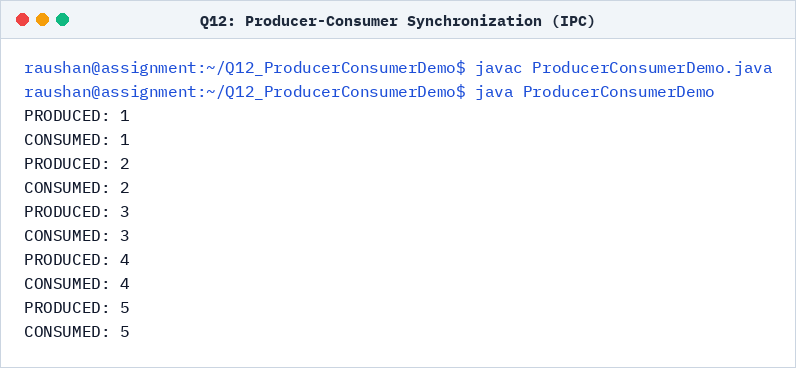 Q12: Producer-Consumer Synchronization (IPC)
raushan@assignment:~/Q12_ProducerConsumerDemo$ javac ProducerConsumerDemo.java
raushan@assignment:~/Q12_ProducerConsumerDemo$ java ProducerConsumerDemo
PRODUCED: 1
CONSUMED: 1
PRODUCED: 2
CONSUMED: 2
PRODUCED: 3
CONSUMED: 3
PRODUCED: 4
CONSUMED: 4
PRODUCED: 5
CONSUMED: 5